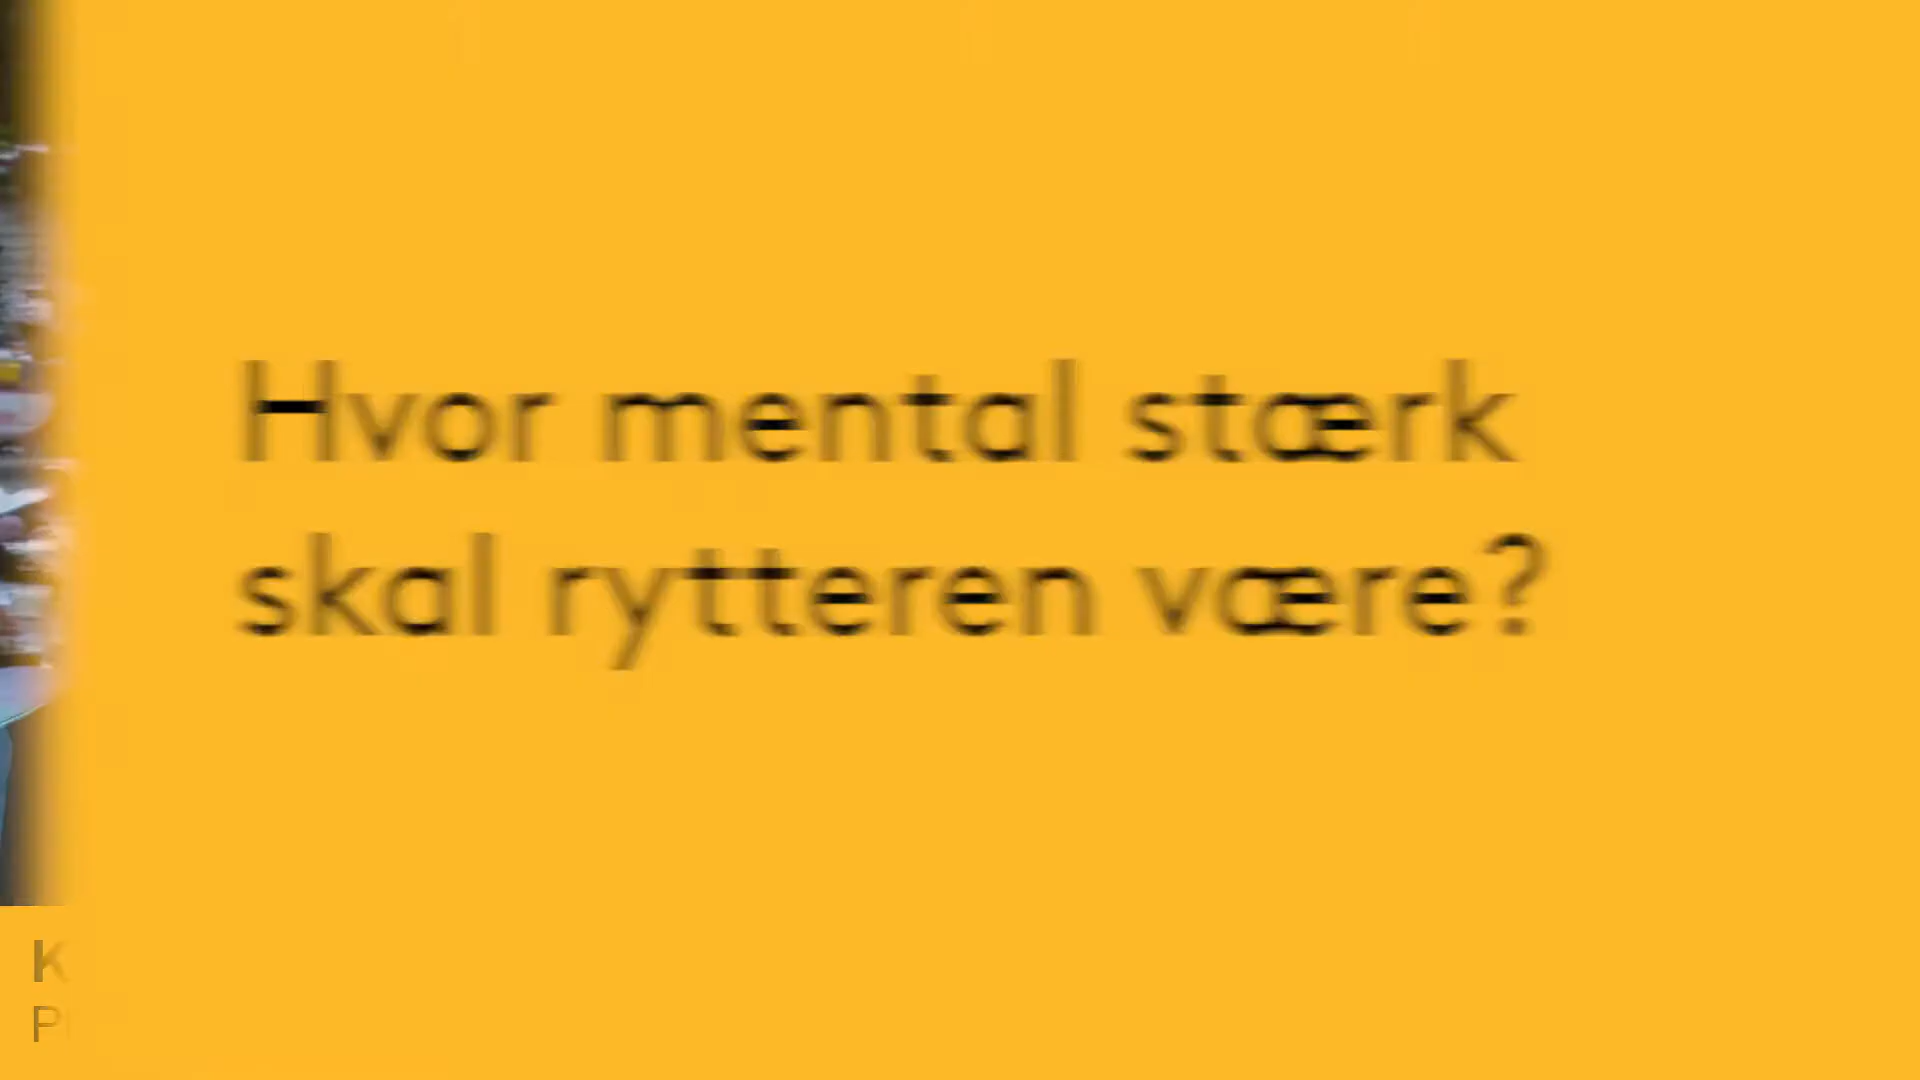 Hvor mental stærk
skal rytteren være?
K
P